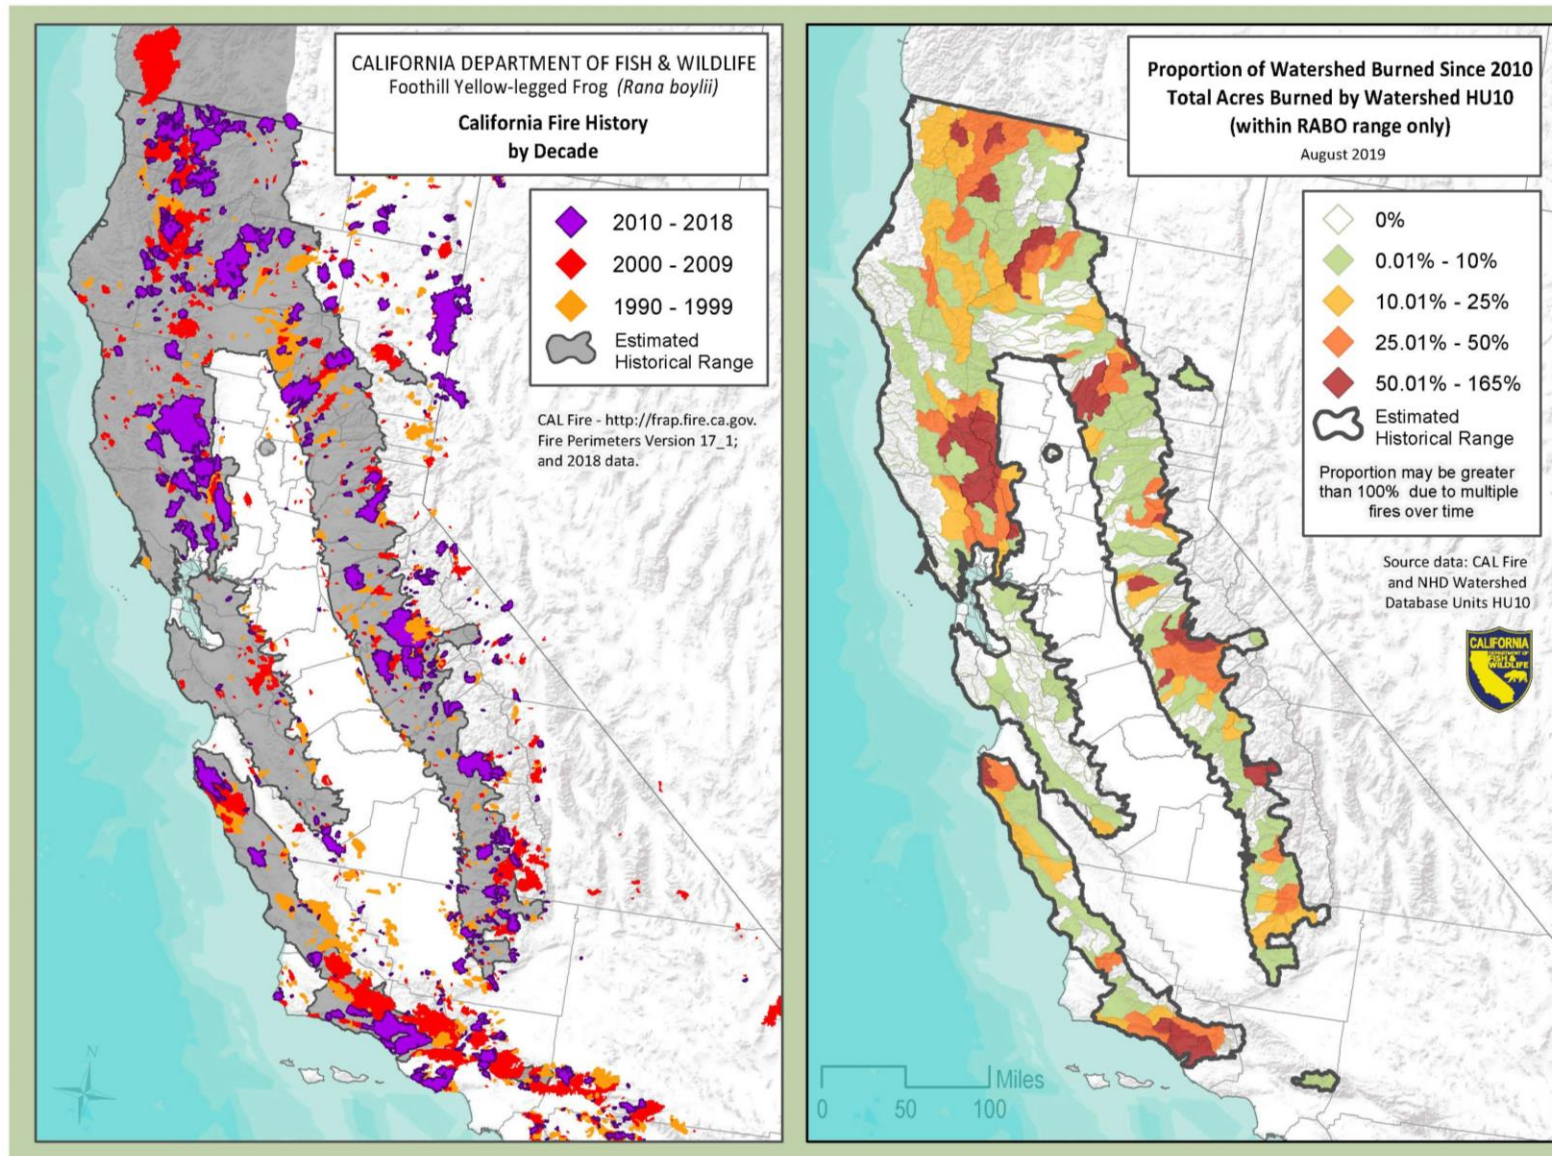 CALIFORNIA DEPARTMENT OF FISH & WILDLIFE
Foothill Yellow-legged Frog (Rana boylii)
California Fire History
by Decade
2010 - 2018
2000 - 2009
1990 - 1999
Estimated
Historical Range
CAL Fire - http://frap.fire.ca.gov.
Fire Perimeters Version 17_1;
and 2018 data.
N
Proportion of Watershed Burned Since 2010
Total Acres Burned by Watershed HU10
(within RABO range only)
August 2019
0%
0.01% - 10%
10.01% - 25%
25.01% - 50%
50.01% - 165%
Estimated
Historical Range
Proportion may be greater
than 100% due to multiple
fires over time
Source data: CAL Fire
and NHD Watershed
Database Units HU10
CALIFORNIA
DEPARTMENT OF
FISH &
WILDLIFE
Miles
0 50 100